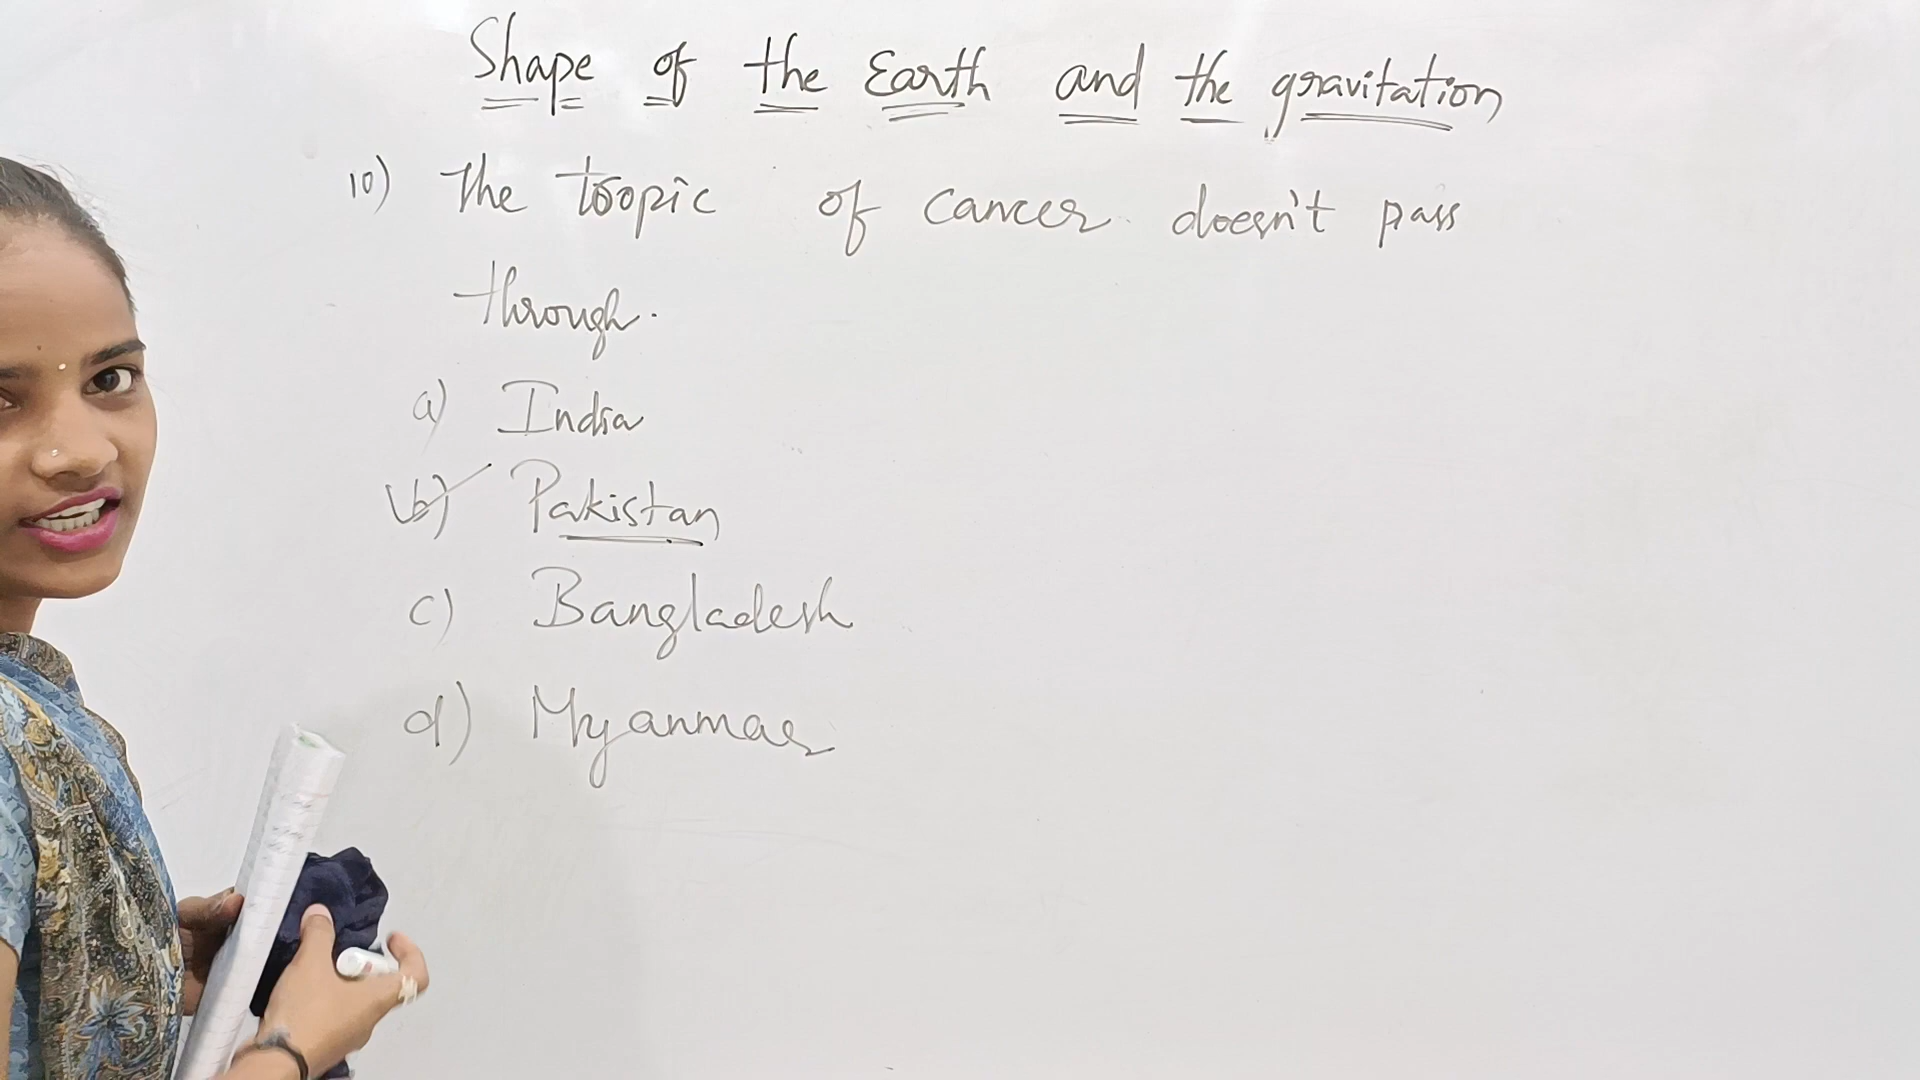 Shape of the Earth and the gravitation
10) The tropic of cancer doesn't pass
through.
a) India
b) Pakistan
c) Bangladesh
d) Myanmar